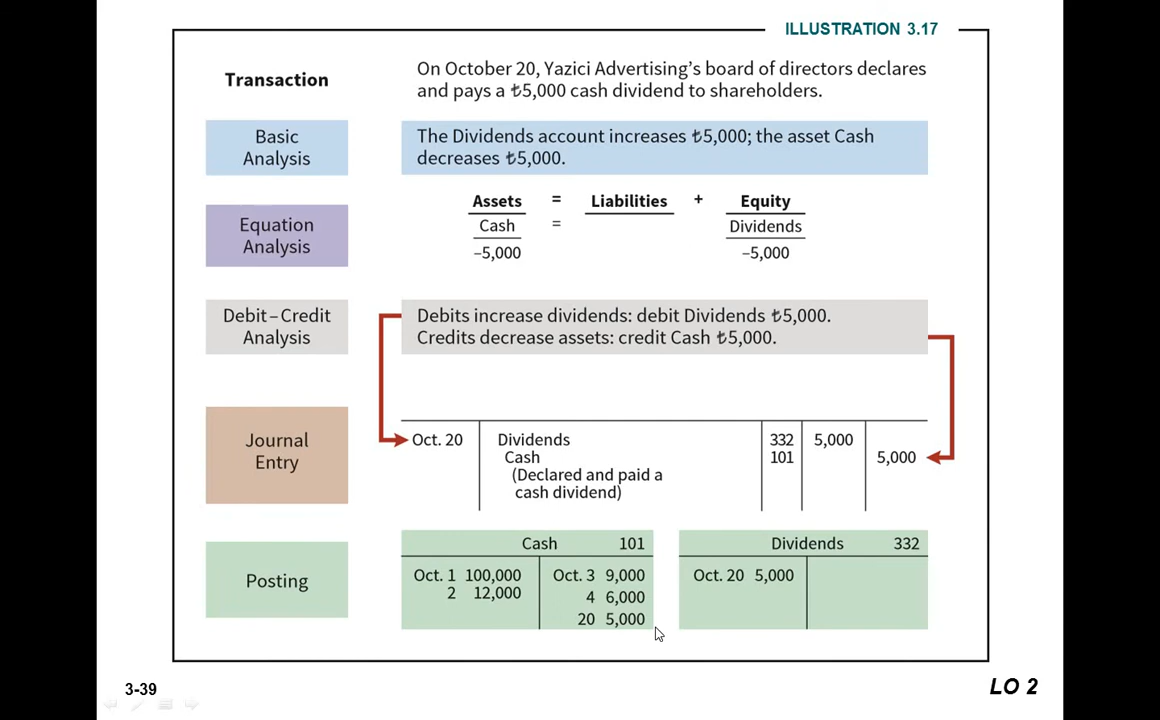 ILLUSTRATION 3.17
Transaction
On October 20, Yazici Advertising’s board of directors declares
and pays a ₺5,000 cash dividend to shareholders.
Basic
Analysis
The Dividends account increases ₺5,000; the asset Cash
decreases ₺5,000.
Equation
Analysis
Assets = Liabilities + Equity
Cash = Dividends
–5,000 –5,000
Debit–Credit
Analysis
Debits increase dividends: debit Dividends ₺5,000.
Credits decrease assets: credit Cash ₺5,000.
Journal
Entry
Oct. 20 Dividends 332 5,000
Cash 101 5,000
(Declared and paid a
cash dividend)
Posting
Cash 101
Oct. 1 100,000 Oct. 3 9,000
2 12,000 4 6,000
20 5,000
Dividends 332
Oct. 20 5,000
3-39
LO 2